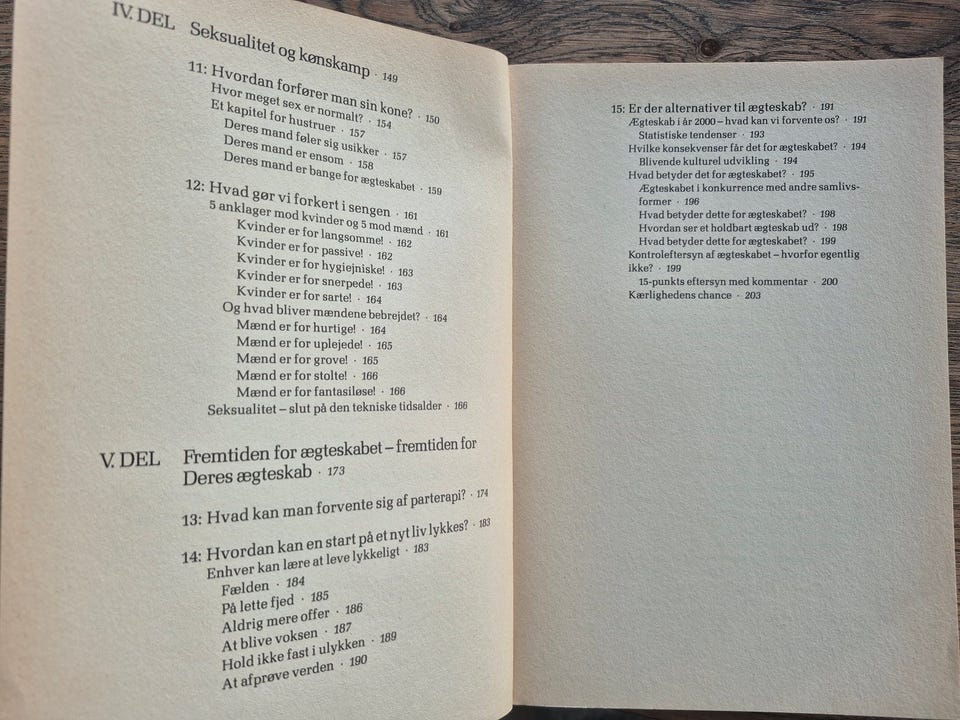 IV. DEL Seksualitet og kønskamp · 149
11: Hvordan forfører man sin kone? · 150
Hvor meget sex er normalt? · 154
Et kapitel for hustruer · 157
Deres mand føler sig usikker · 157
Deres mand er ensom · 158
Deres mand er bange for ægteskabet · 159
12: Hvad gør vi forkert i sengen · 161
5 anklager mod kvinder og 5 mod mænd · 161
Kvinder er for langsomme! · 162
Kvinder er for passive! · 162
Kvinder er for hygiejniske! · 163
Kvinder er for snerpede! · 163
Kvinder er for sarte! · 164
Og hvad bliver mændene bebrejdet? · 164
Mænd er for hurtige! · 164
Mænd er for uplejede! · 165
Mænd er for grove! · 165
Mænd er for stolte! · 166
Mænd er for fantasiløse! · 166
Seksualitet – slut på den tekniske tidsalder · 166
V. DEL Fremtiden for ægteskabet – fremtiden for
Deres ægteskab · 173
13: Hvad kan man forvente sig af parterapi? · 174
14: Hvordan kan en start på et nyt liv lykkes? · 183
Enhver kan lære at leve lykkeligt · 183
Fælden · 184
På lette fjed · 185
Aldrig mere offer · 186
At blive voksen · 187
Hold ikke fast i ulykken · 189
At afprøve verden · 190
15: Er der alternativer til ægteskab? · 191
Ægteskab i år 2000 – hvad kan vi forvente os? · 191
Statistiske tendenser · 193
Hvilke konsekvenser får det for ægteskabet? · 194
Blivende kulturel udvikling · 194
Hvad betyder det for ægteskabet? · 195
Ægteskabet i konkurrence med andre samlivs-
former · 196
Hvad betyder dette for ægteskabet? · 198
Hvordan ser et holdbart ægteskab ud? · 198
Hvad betyder dette for ægteskabet? · 199
Kontroleftersyn af ægteskabet – hvorfor egentlig
ikke? · 199
15-punkts eftersyn med kommentar · 200
Kærlighedens chance · 203